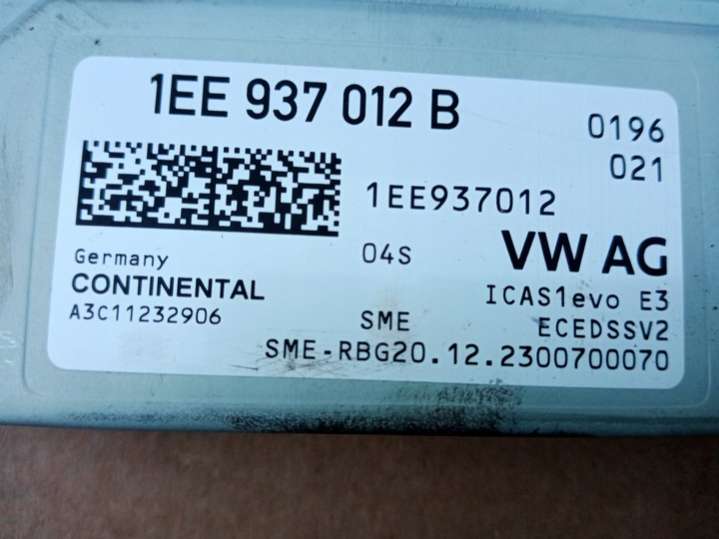 1EE 937 012 B
0196
021
1EE937012
Germany
04S
VW AG
CONTINENTAL
ICAS1evo E3
A3C11232906
SME
ECEDSSV2
SME-RBG20.12.2300700070